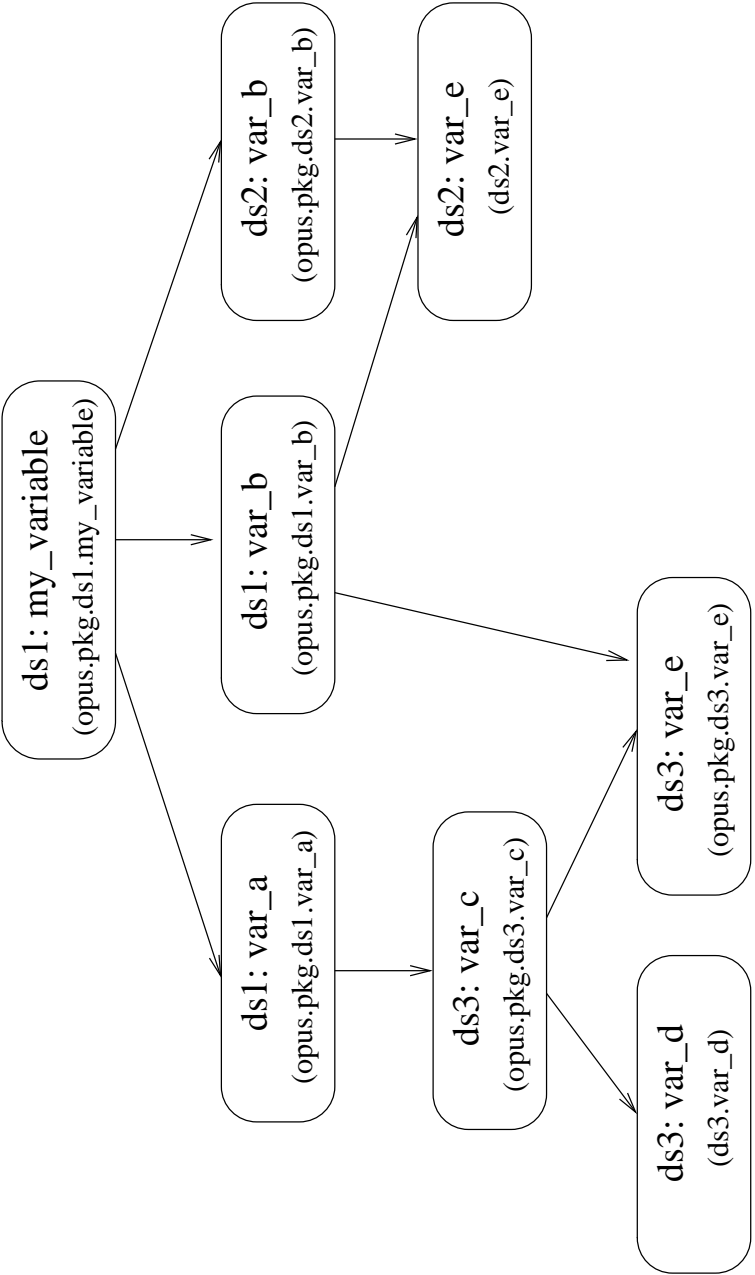 ds1: my_variable
(opus.pkg.ds1.my_variable)
ds1: var_a
(opus.pkg.ds1.var_a)
ds1: var_b
(opus.pkg.ds1.var_b)
ds2: var_b
(opus.pkg.ds2.var_b)
ds3: var_c
(opus.pkg.ds3.var_c)
ds2: var_e
(ds2.var_e)
ds3: var_d
(ds3.var_d)
ds3: var_e
(opus.pkg.ds3.var_e)